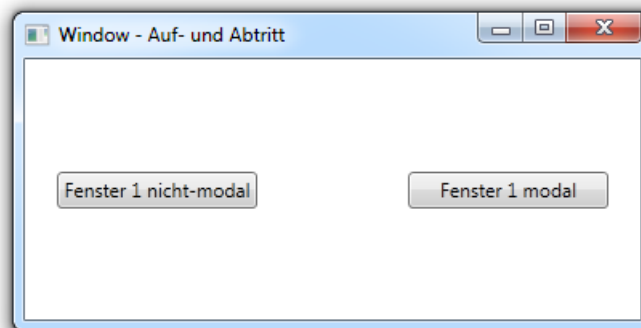 Window - Auf- und Abtritt
Fenster 1 nicht-modal
Fenster 1 modal